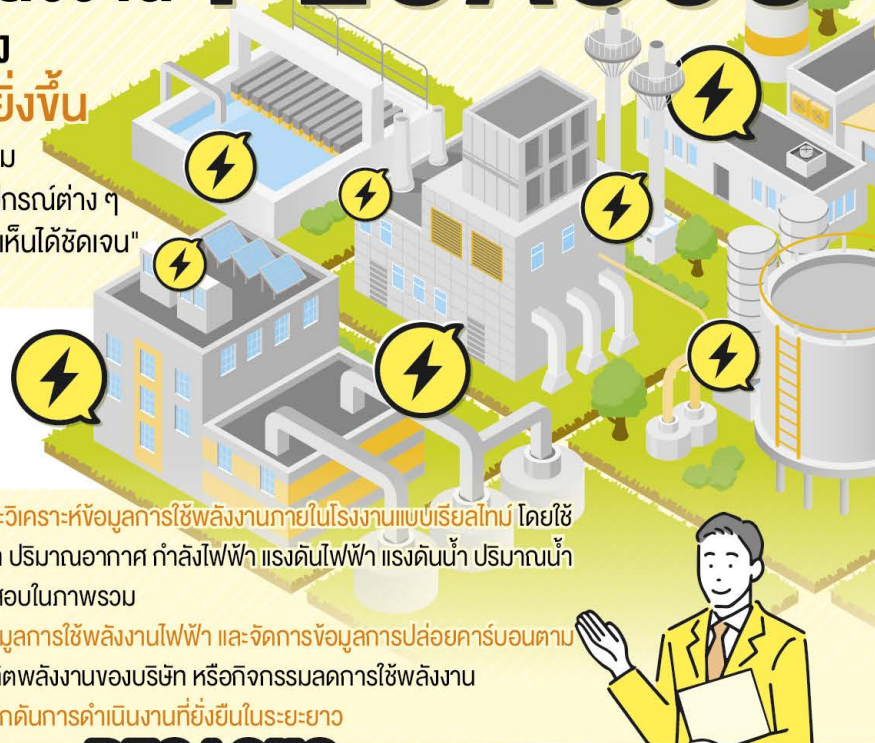 PEGASUS
ยิ่งขึ้น
กรณ์ต่าง ๆ
เห็นได้ชัดเจน"
ะวิเคราะห์ข้อมูลการใช้พลังงานภายในโรงงานแบบเรียลไทม์ โดยใช้
ปริมาณอากาศ กำลังไฟฟ้า แรงดันไฟฟ้า แรงดันน้ำ ปริมาณน้ำ
สอบในภาพรวม
มูลการใช้พลังงานไฟฟ้า และจัดการข้อมูลการปล่อยคาร์บอนตาม
ิตพลังงานของบริษัท หรือกิจกรรมลดการใช้พลังงาน
กดันการดำเนินงานที่ยั่งยืนในระยะยาว